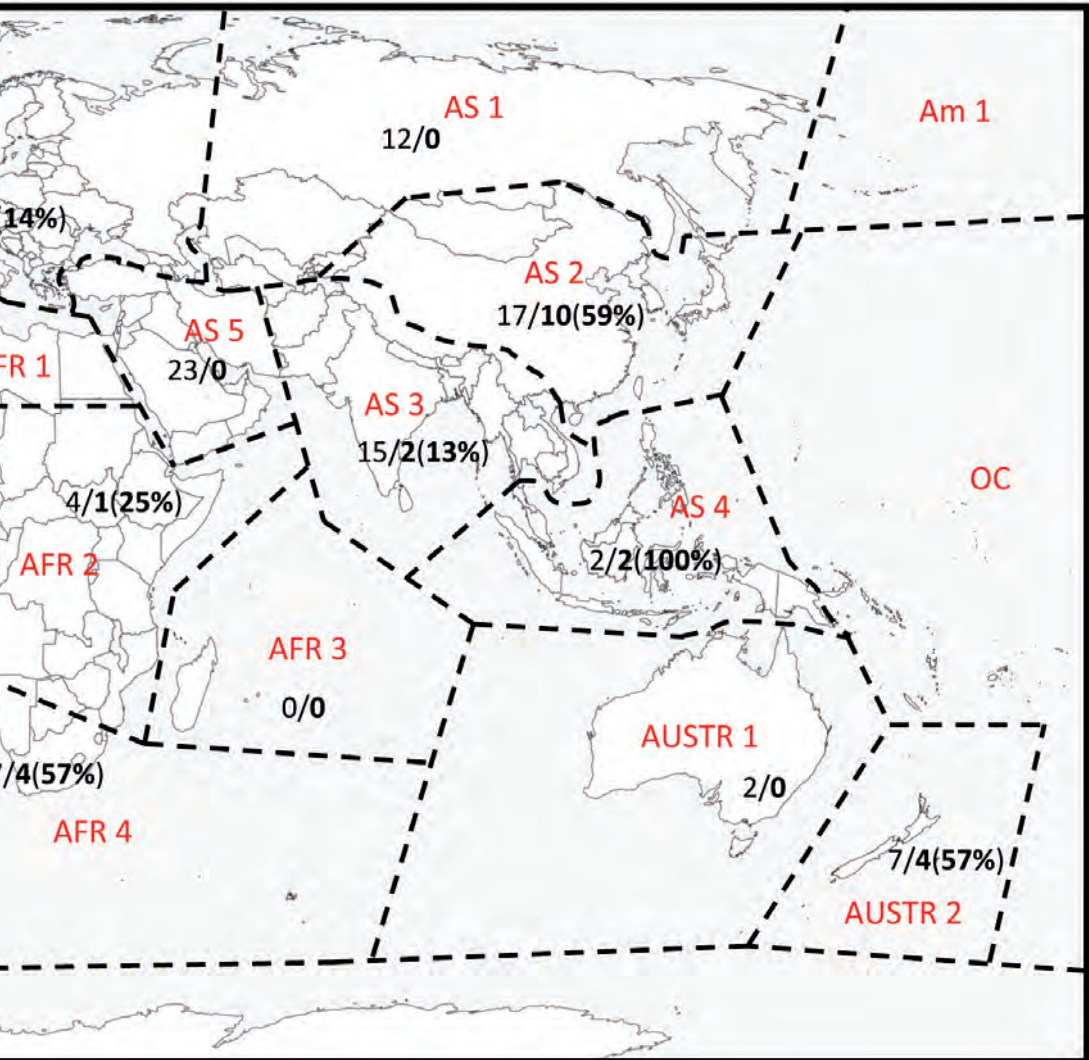 AS 1
Am 1
12/0
14%)
AS 2
17/10(59%)
AS 5
FR 1
23/0
AS 3
15/2(13%)
OC
4/1(25%)
AS 4
2/2(100%)
AFR 2
AFR 3
0/0
AUSTR 1
/4(57%)
2/0
AFR 4
7/4(57%)
AUSTR 2